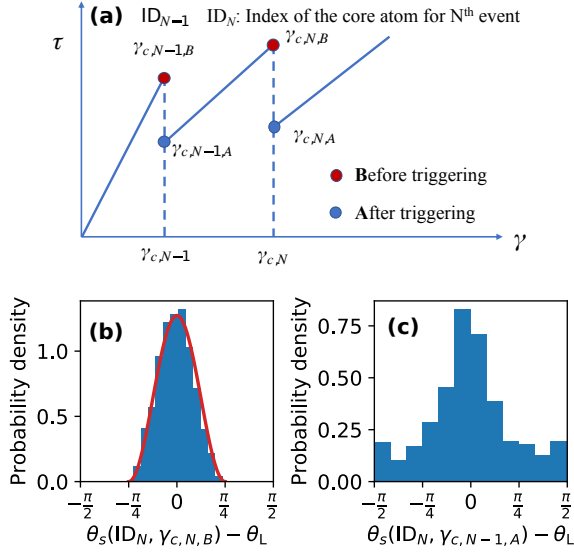 (a) ID_{N−1} ID_N: Index of the core atom for N^{th} event
τ
γ_{c,N−1,B}
γ_{c,N,B}
γ_{c,N−1,A}
γ_{c,N,A}
Before triggering
After triggering
γ_{c,N−1}
γ_{c,N}
γ
(b)
Probability density
1.0
0.0
−π/2
−π/4
0
π/4
π/2
θ_s(ID_N, γ_{c,N,B}) − θ_L
(c)
Probability density
0.75
0.50
0.25
0.00
−π/2
−π/4
0
π/4
π/2
θ_s(ID_N, γ_{c,N−1,A}) − θ_L